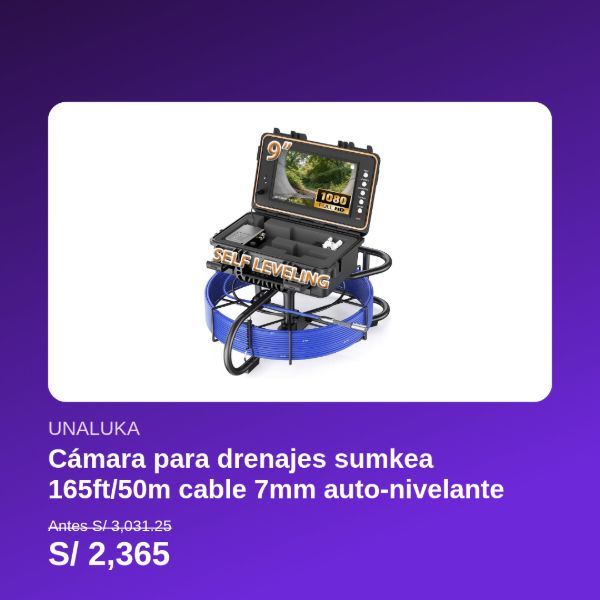 9"
1080
FULL HD
SELF LEVELING
UNALUKA
Cámara para drenajes sumkea
165ft/50m cable 7mm auto-nivelante
Antes S/ 3,031.25
S/ 2,365